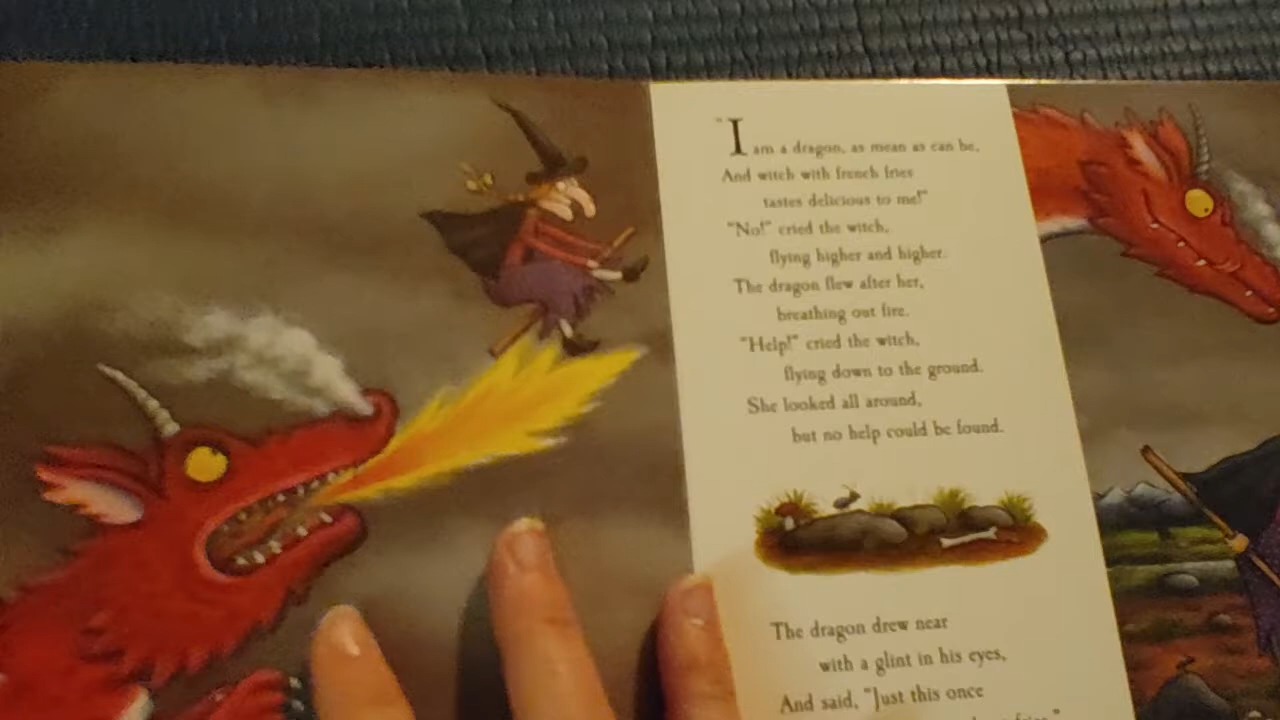 "I am a dragon, as mean as can be,
And witch with french fries
tastes delicious to me!"
"No!" cried the witch,
flying higher and higher.
The dragon flew after her,
breathing out fire.
"Help!" cried the witch,
flying down to the ground.
She looked all around,
but no help could be found.
The dragon drew near
with a glint in his eyes,
And said, "Just this once